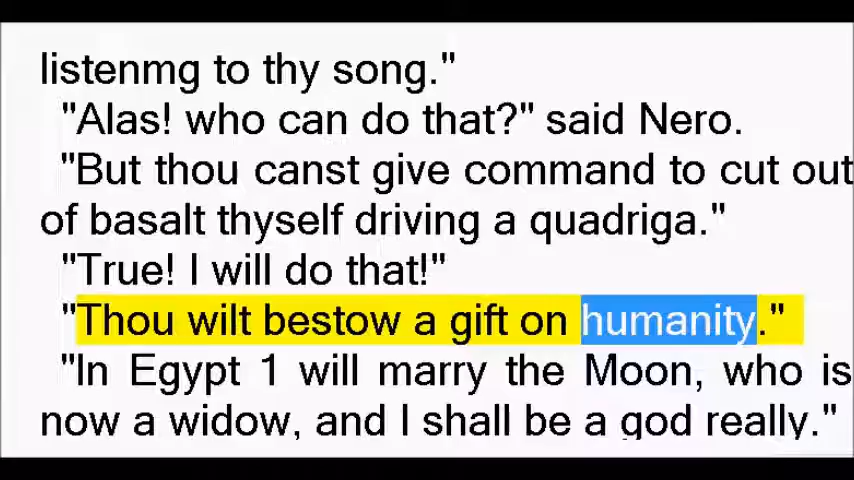 listenmg to thy song."
"Alas! who can do that?" said Nero.
"But thou canst give command to cut out
of basalt thyself driving a quadriga."
"True! I will do that!"
"Thou wilt bestow a gift on humanity."
"In Egypt 1 will marry the Moon, who is
now a widow, and I shall be a god really."